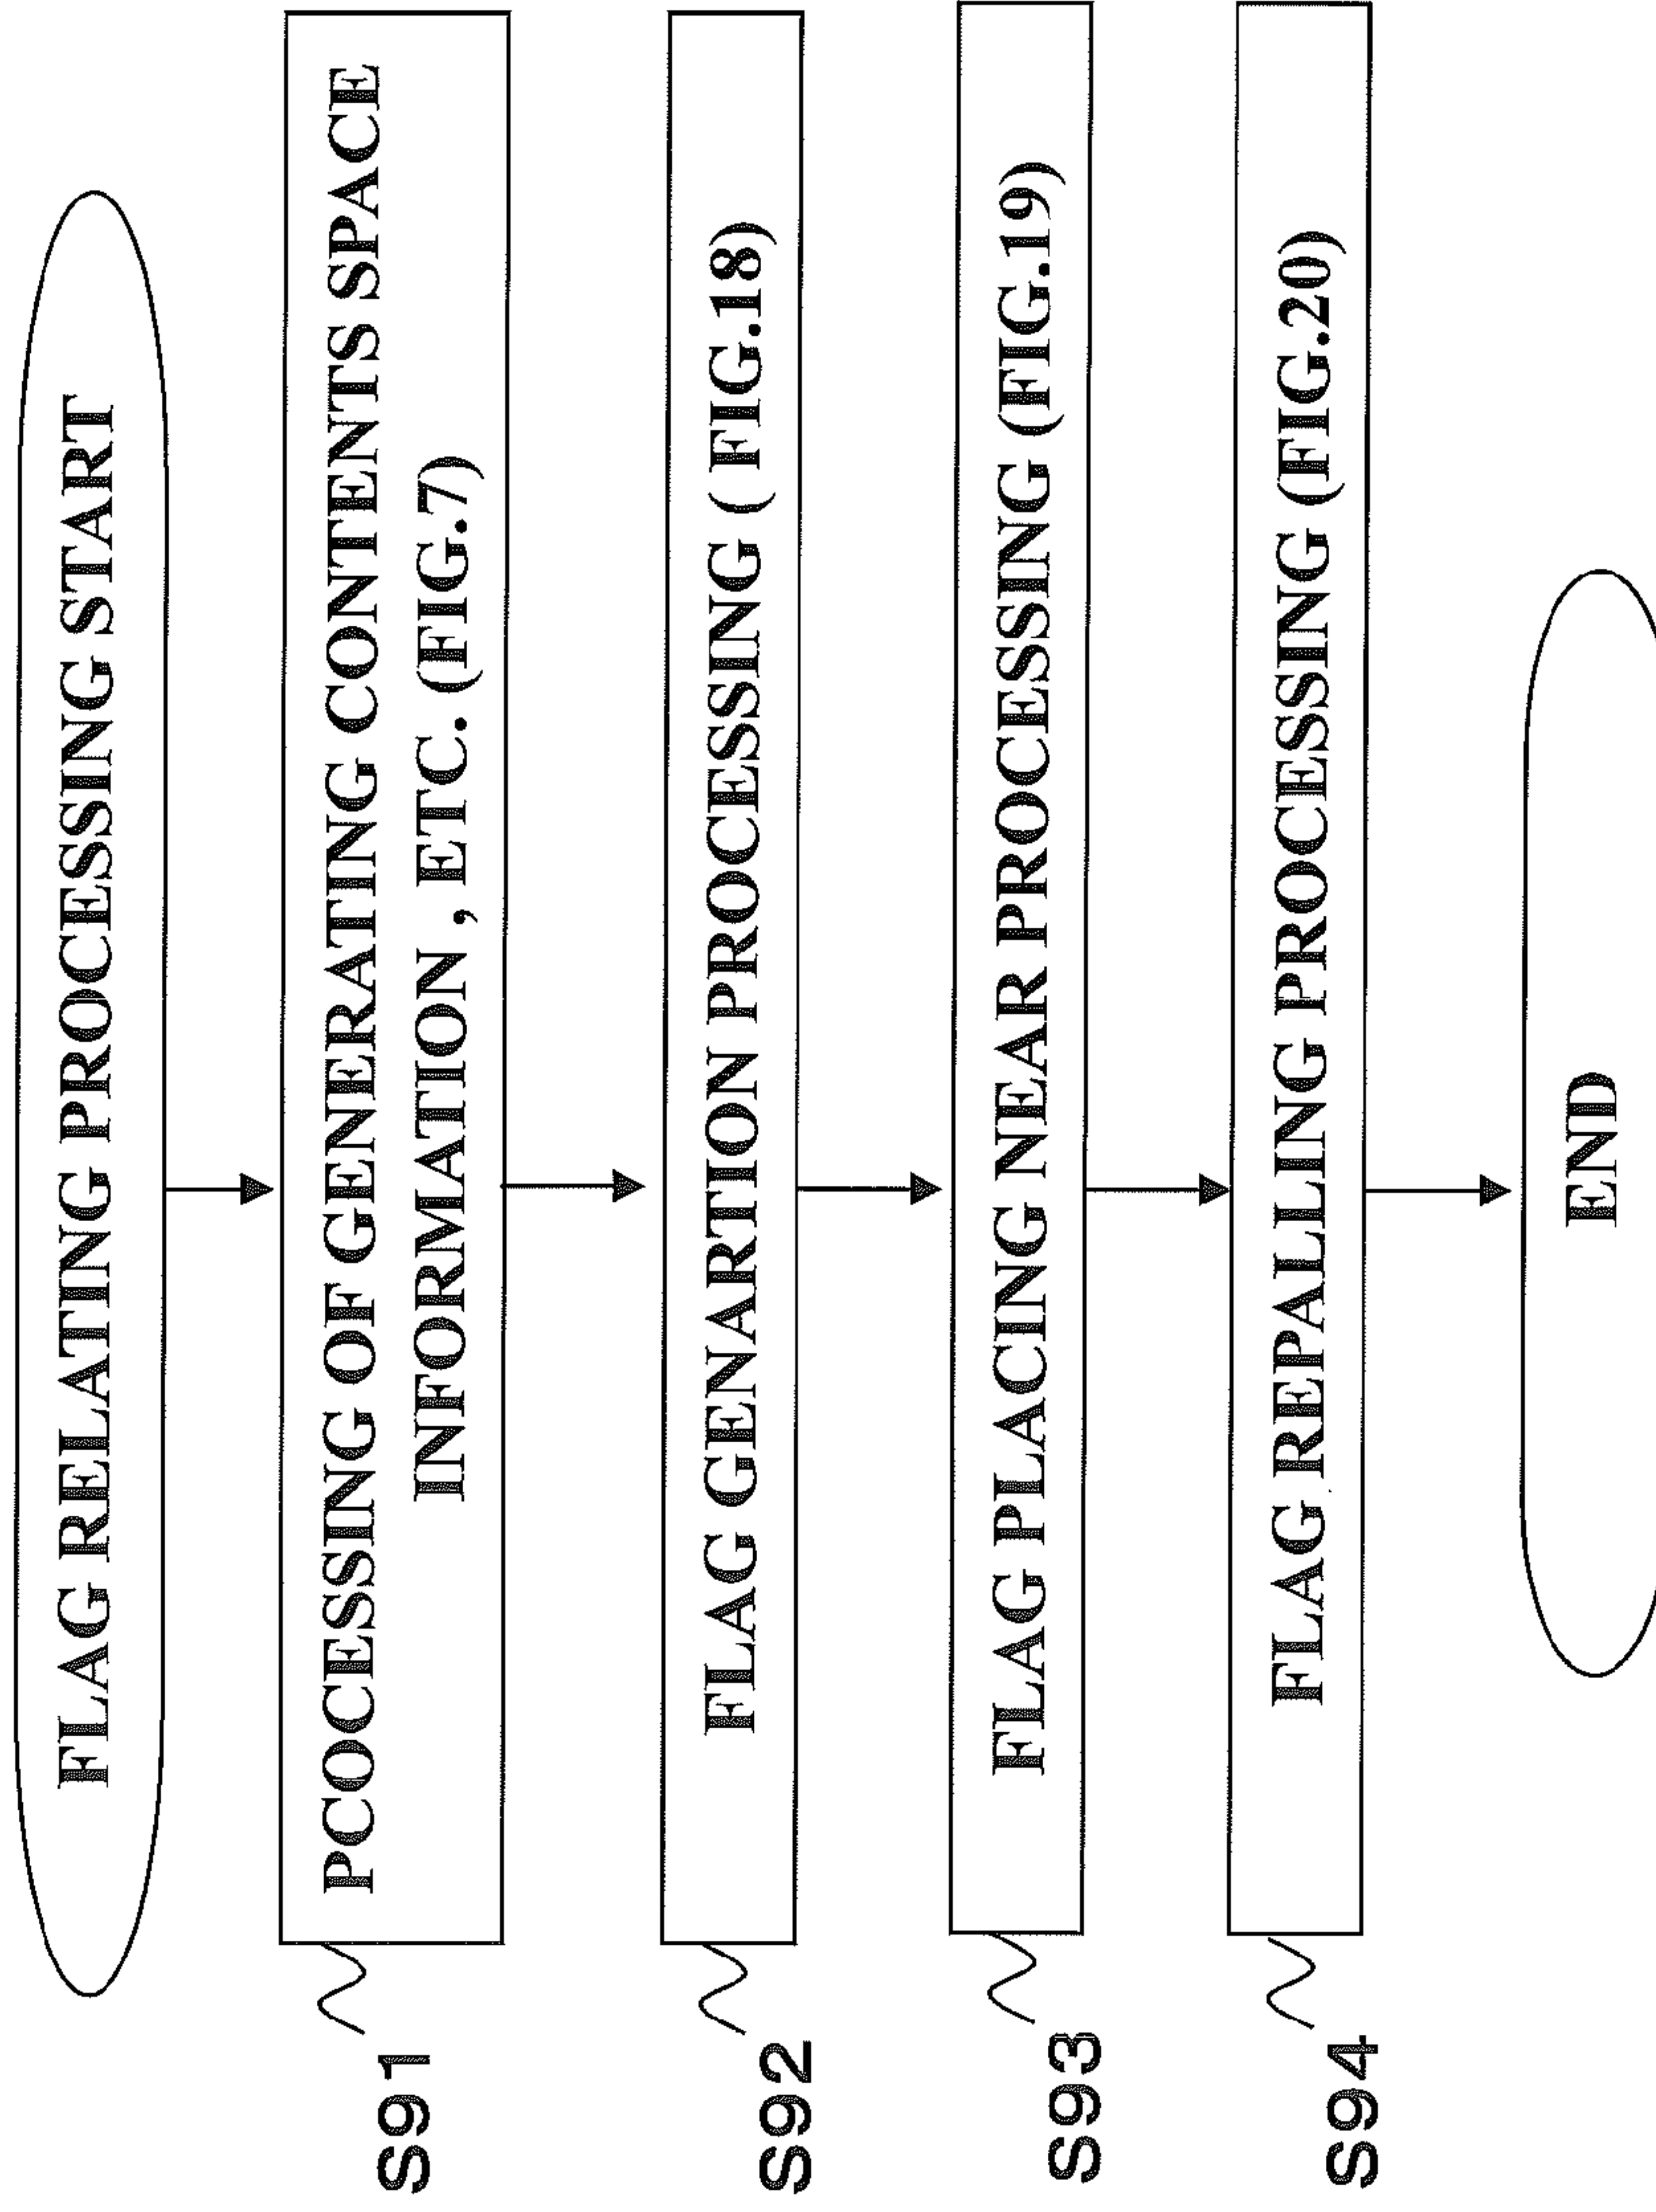 FLAG RELATING PROCESSING START
S91
PCOCESSING OF GENERATING CONTENTS SPACE
INFORMATION , ETC. (FIG.7)
S92
FLAG GENARTION PROCESSING ( FIG.18)
S93
FLAG PLACING NEAR PROCESSING (FIG.19)
S94
FLAG REPALLING PROCESSING (FIG.20)
END